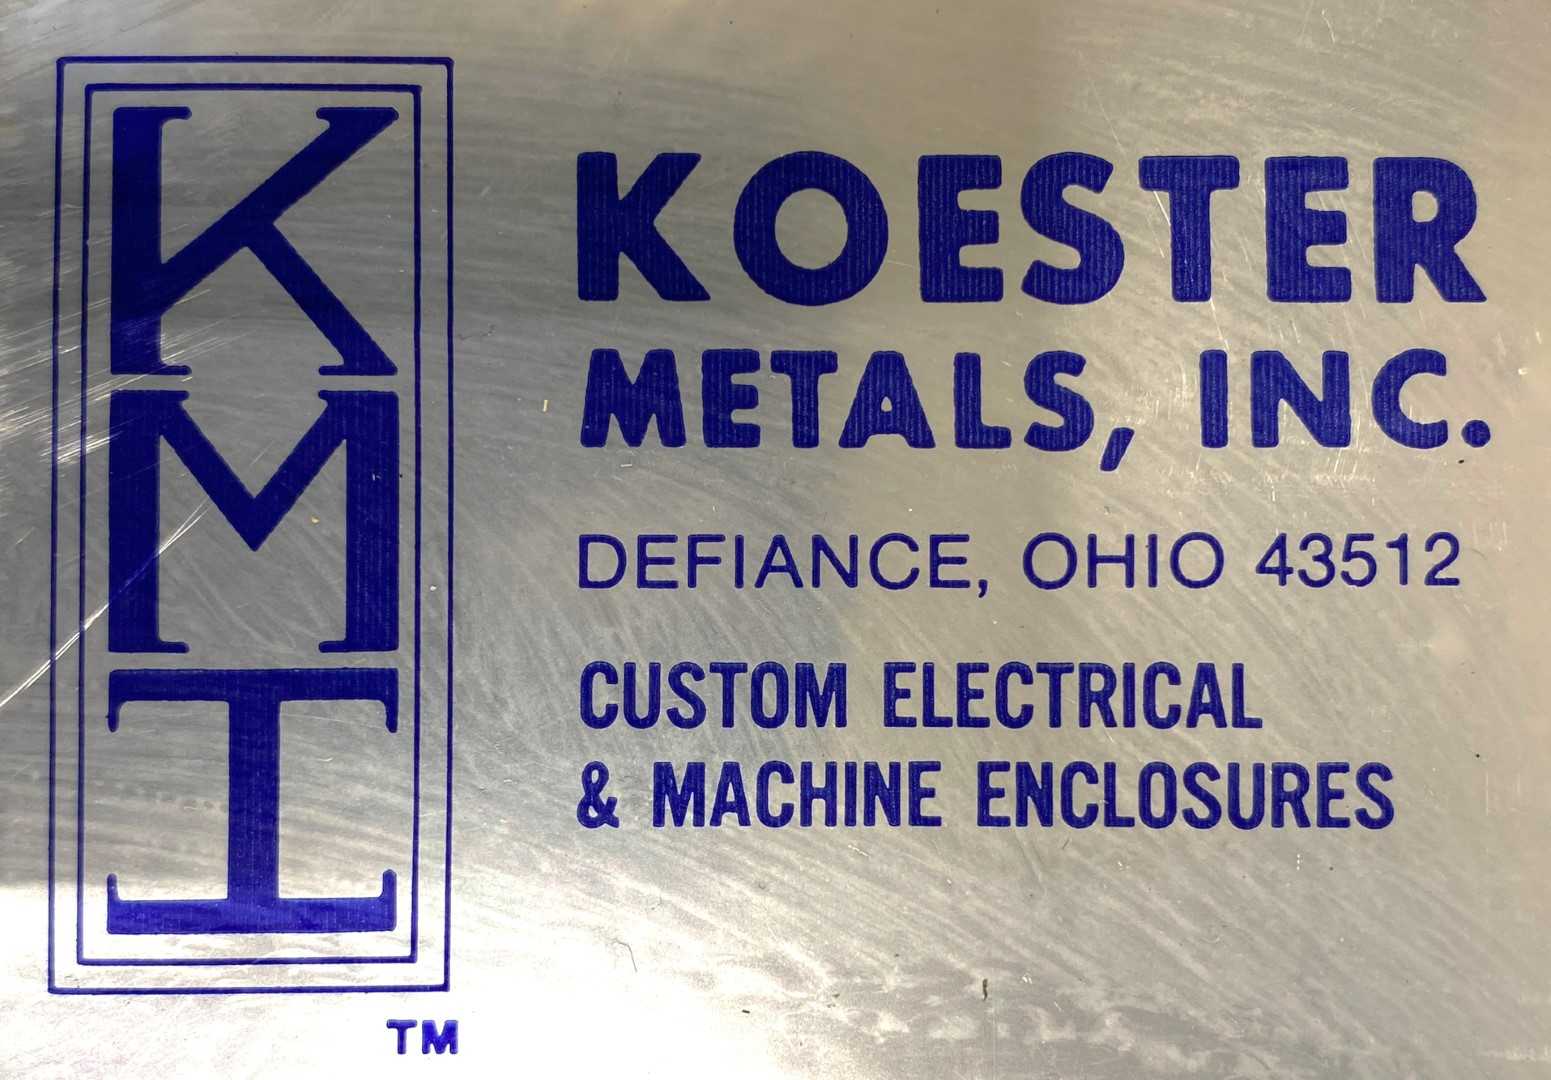 KMI
TM
KOESTER
METALS, INC.
DEFIANCE, OHIO 43512
CUSTOM ELECTRICAL
& MACHINE ENCLOSURES